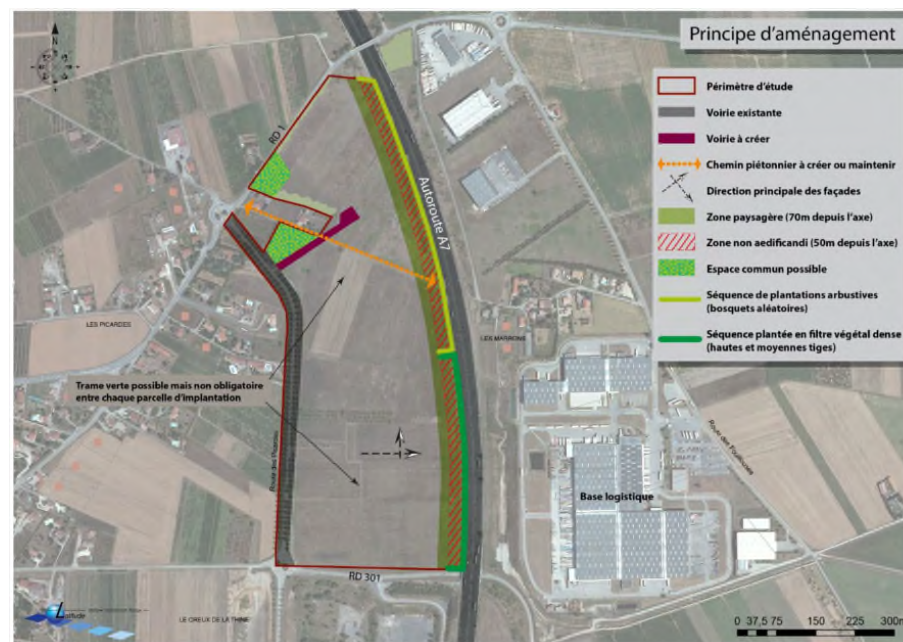 Principe d'aménagement
Périmètre d'étude
Voirie existante
Voirie à créer
Chemin piétonnier à créer ou maintenir
Direction principale des façades
Zone paysagère (70m depuis l'axe)
Zone non aedificandi (50m depuis l'axe)
Espace commun possible
Séquence de plantations arbustives
(bosquets aléatoires)
Séquence plantée en filtre végétal dense
(hautes et moyennes tiges)
RD 1
Autoroute A7
LES PICARDES
LES MARRONS
Trame verte possible mais non obligatoire
entre chaque parcelle d'implantation
Route des
Base logistique
Route des
RD 301
LE CREUX DE LA THINE
0 37,5 75 150 225 300m